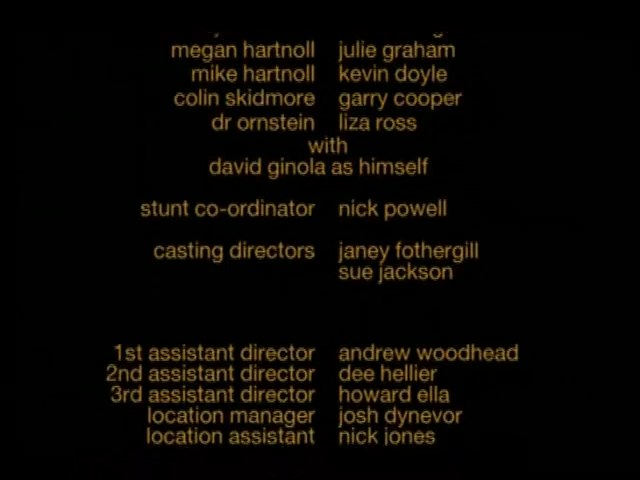 megan hartnoll julie graham
mike hartnoll kevin doyle
colin skidmore garry cooper
dr ornstein liza ross
with
david ginola as himself
stunt co-ordinator nick powell
casting directors janey fothergill
sue jackson
1st assistant director andrew woodhead
2nd assistant director dee hellier
3rd assistant director howard ella
location manager josh dynevor
location assistant nick jones